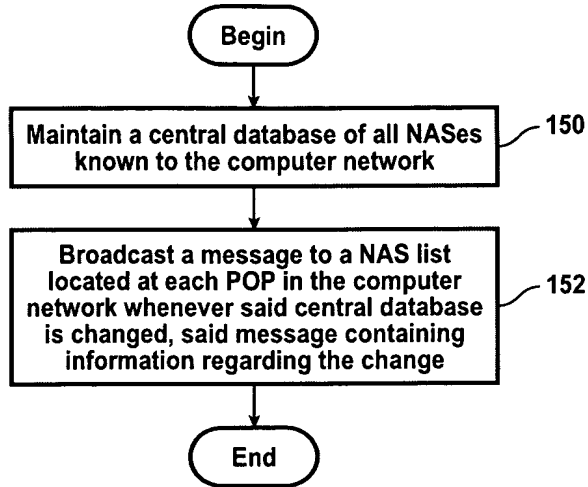 Begin
Maintain a central database of all NASes
known to the computer network
150
Broadcast a message to a NAS list
located at each POP in the computer
network whenever said central database
is changed, said message containing
information regarding the change
152
End